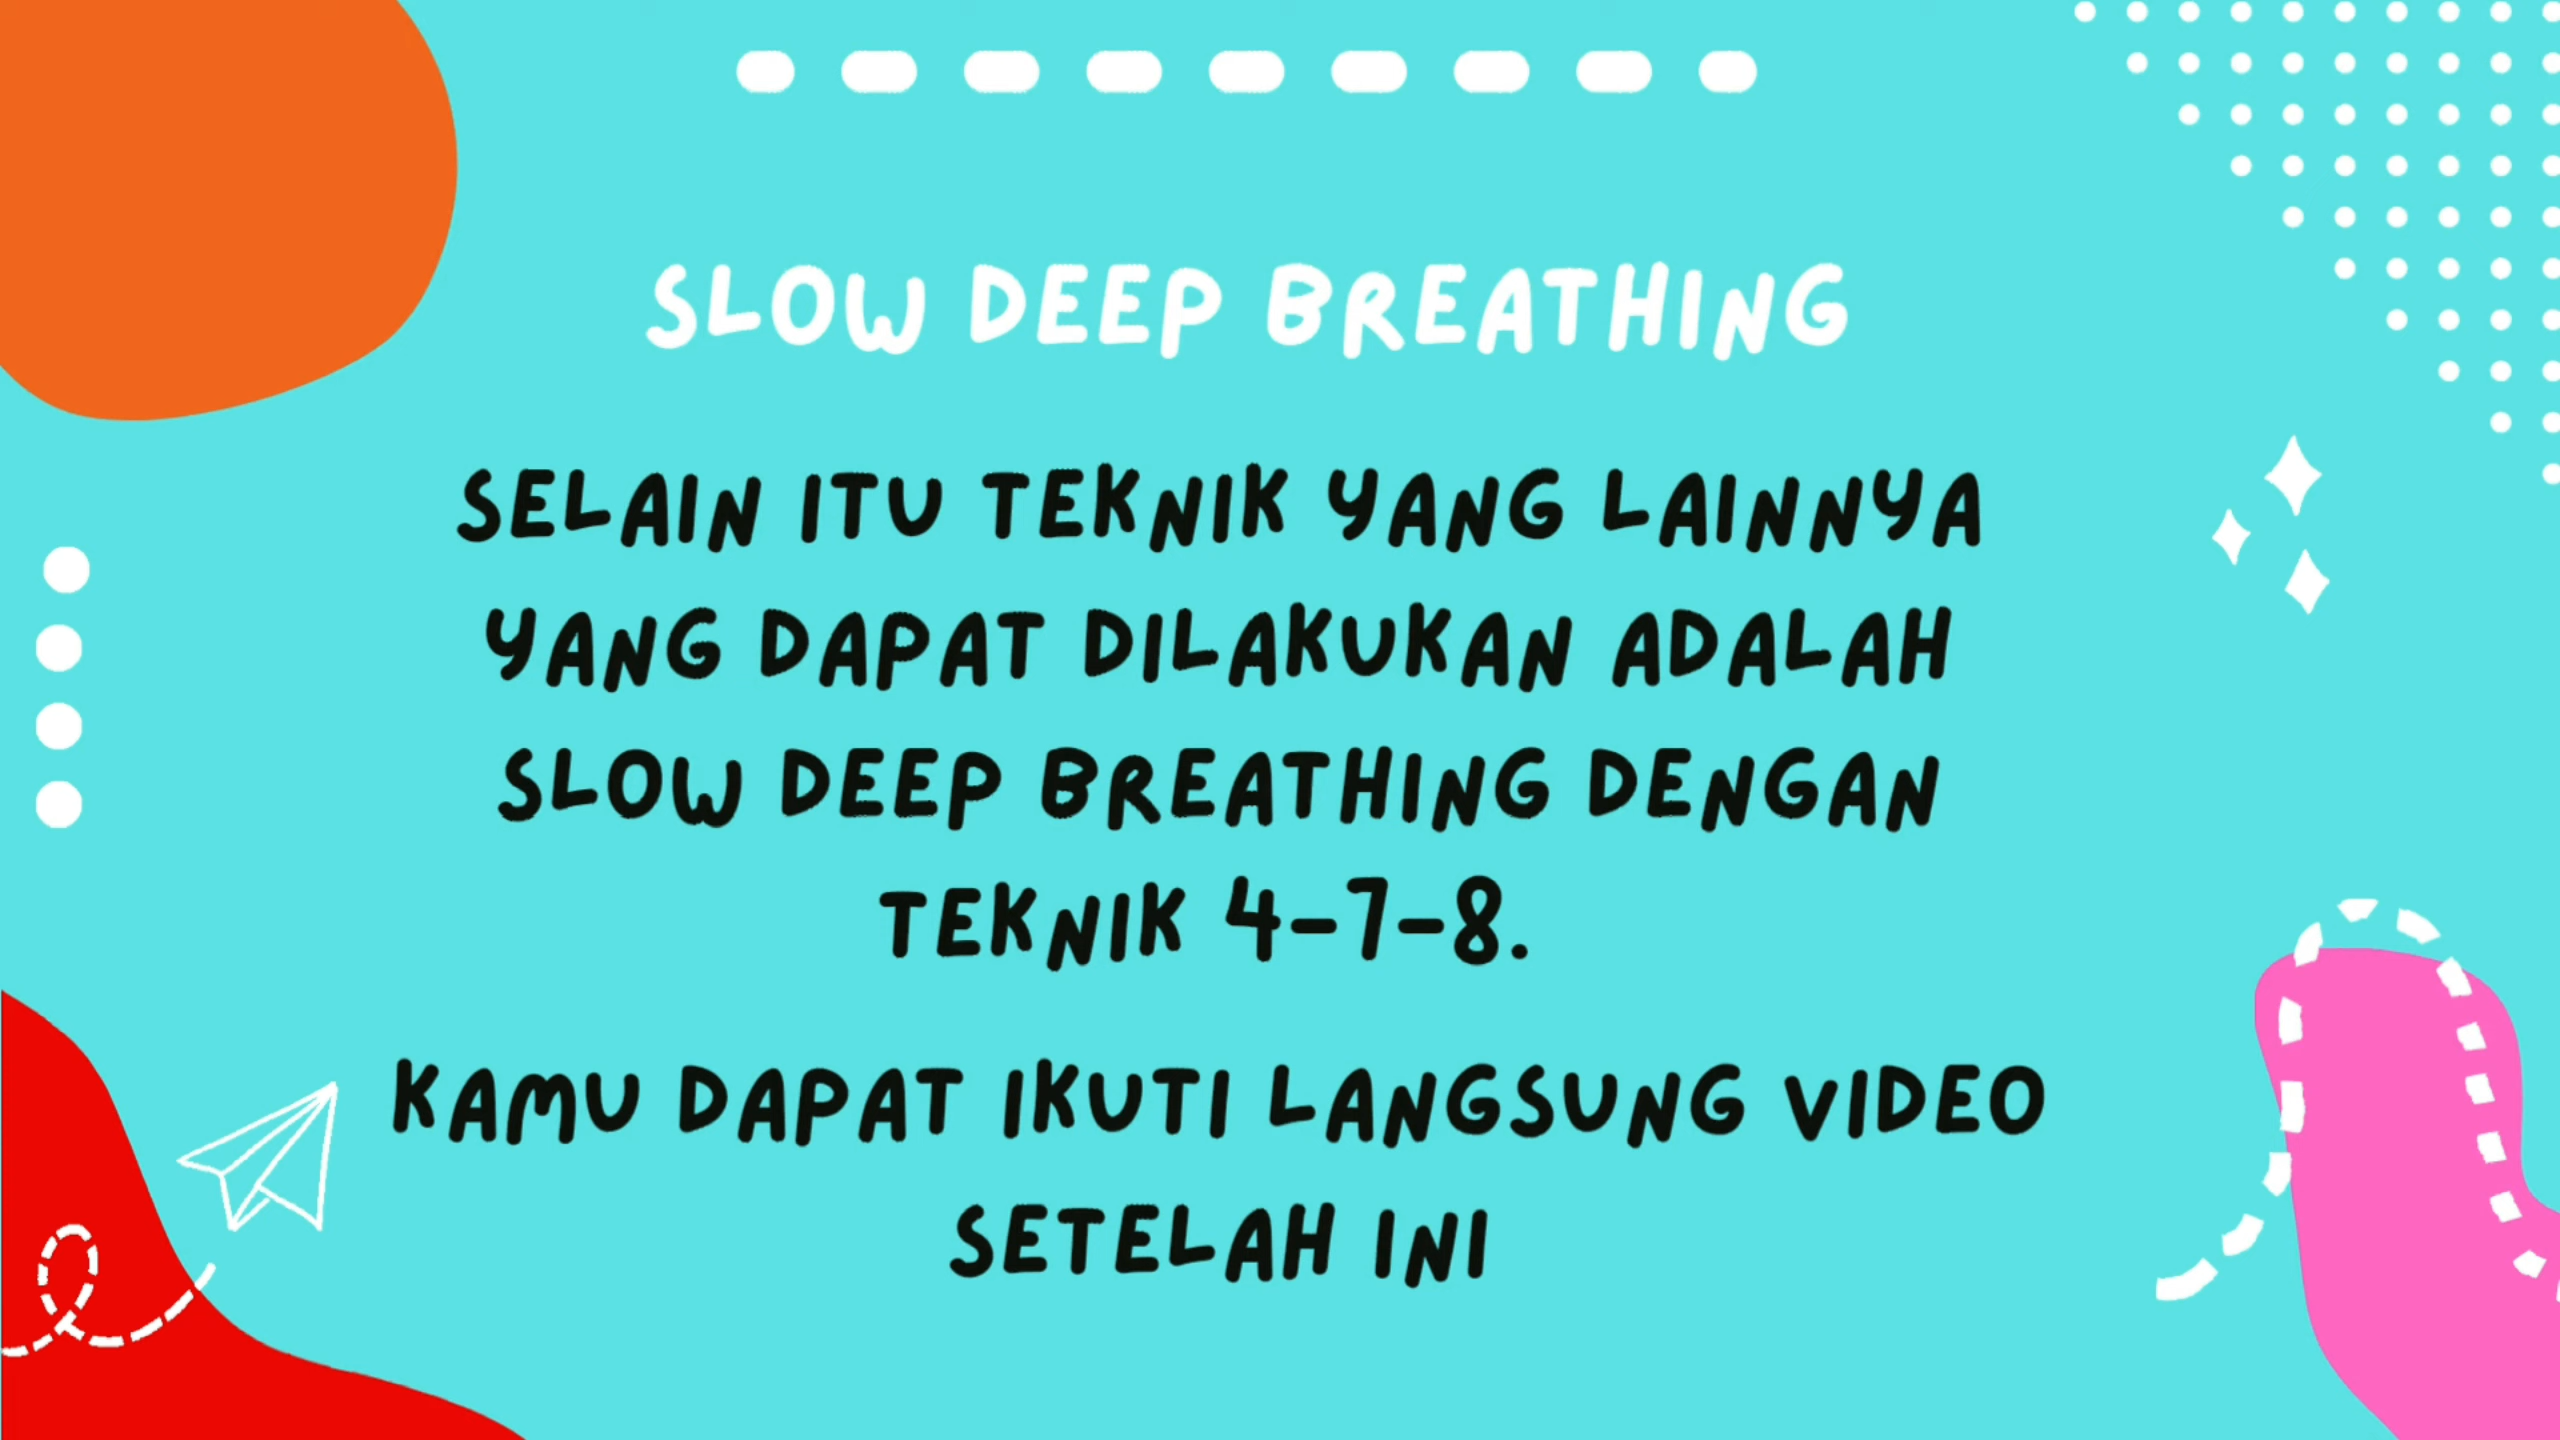 SLOW DEEP BREATHING
SELAIN ITU TEKNIK YANG LAINNYA
YANG DAPAT DILAKUKAN ADALAH
SLOW DEEP BREATHING DENGAN
TEKNIK 4-7-8.
KAMU DAPAT IKUTI LANGSUNG VIDEO
SETELAH INI